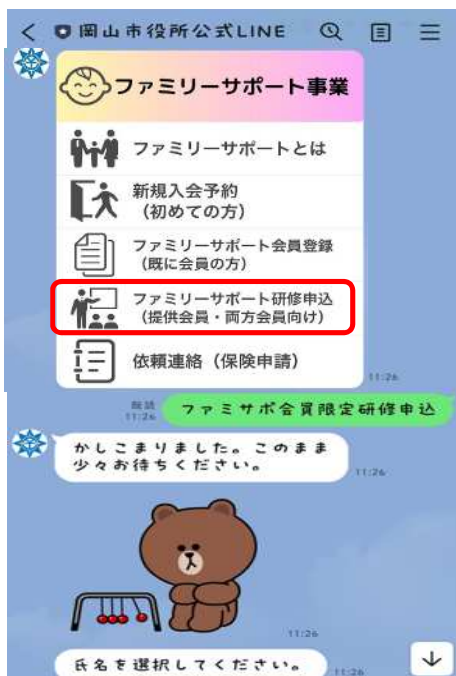 岡山市役所公式LINE
ファミリーサポート事業
ファミリーサポートとは
新規入会予約
（初めての方）
ファミリーサポート会員登録
（既に会員の方）
ファミリーサポート研修申込
（提供会員・両方会員向け）
依頼連絡（保険申請）
11:26
既読
11:26
ファミサポ会員限定研修申込
かしこまりました。このまま
少々お待ちください。
11:26
11:26
氏名を選択してください。
11:26